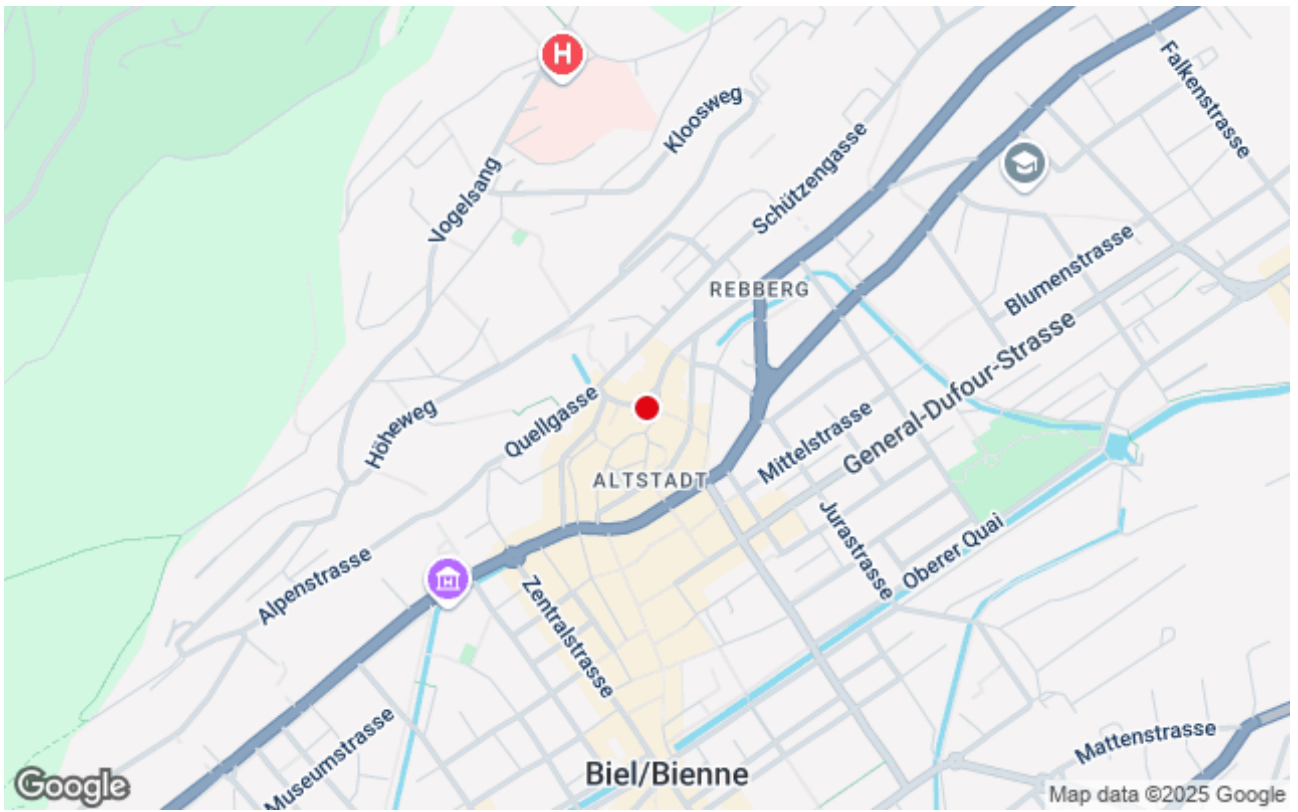 H
Falkenstrasse
Kloosweg
Schützengasse
Vogelsang
Blumenstrasse
REBBERG
General-Dufour-Strasse
Höheweg
Quellgasse
Mittelstrasse
ALTSTADT
Jurastrasse
Oberer Quai
Alpenstrasse
Zentralstrasse
Museumstrasse
Mattenstrasse
Biel/Bienne
Google
Map data ©2025 Google